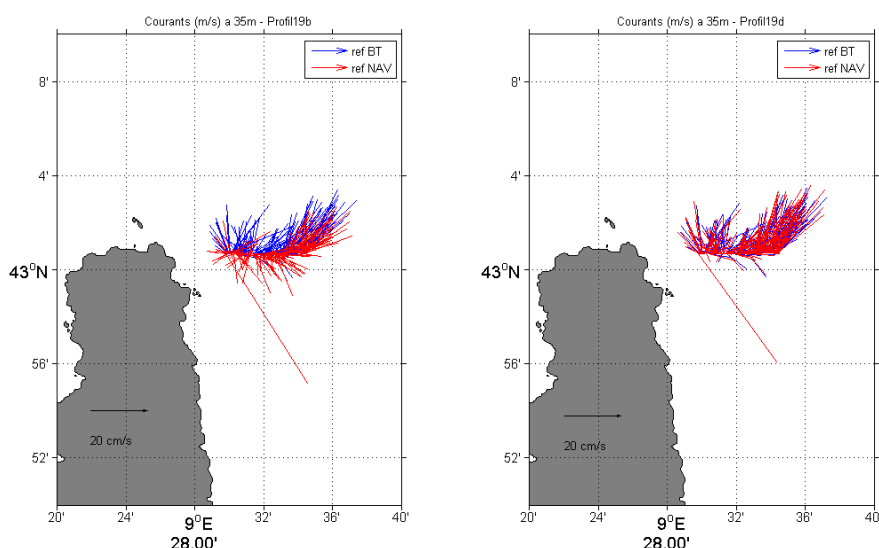 Courants (m/s) a 35m - Profil19b
ref BT
ref NAV
8'
4'
43°N
56'
52'
20 cm/s
20' 24' 9°E 32' 36' 40'
28.00'
Courants (m/s) a 35m - Profil19d
ref BT
ref NAV
8'
4'
43°N
56'
52'
20 cm/s
20' 24' 9°E 32' 36' 40'
28.00'